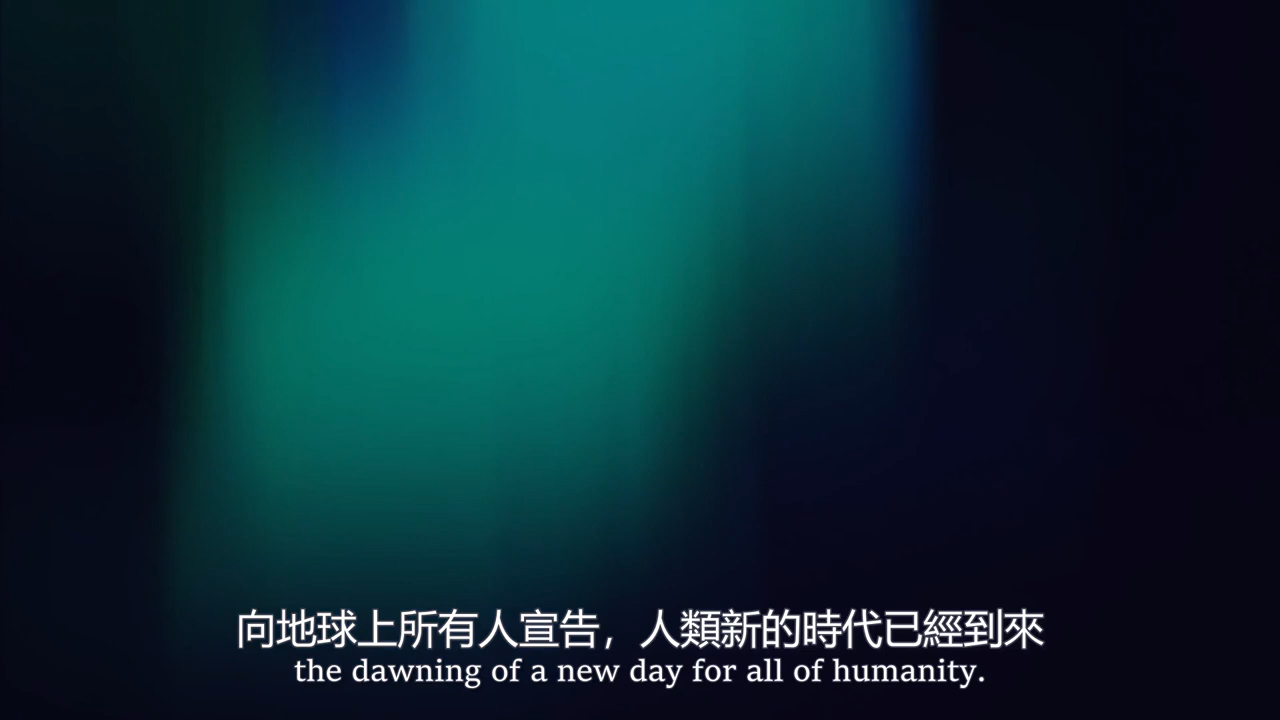 向地球上所有人宣告，人類新的時代已經到來
the dawning of a new day for all of humanity.